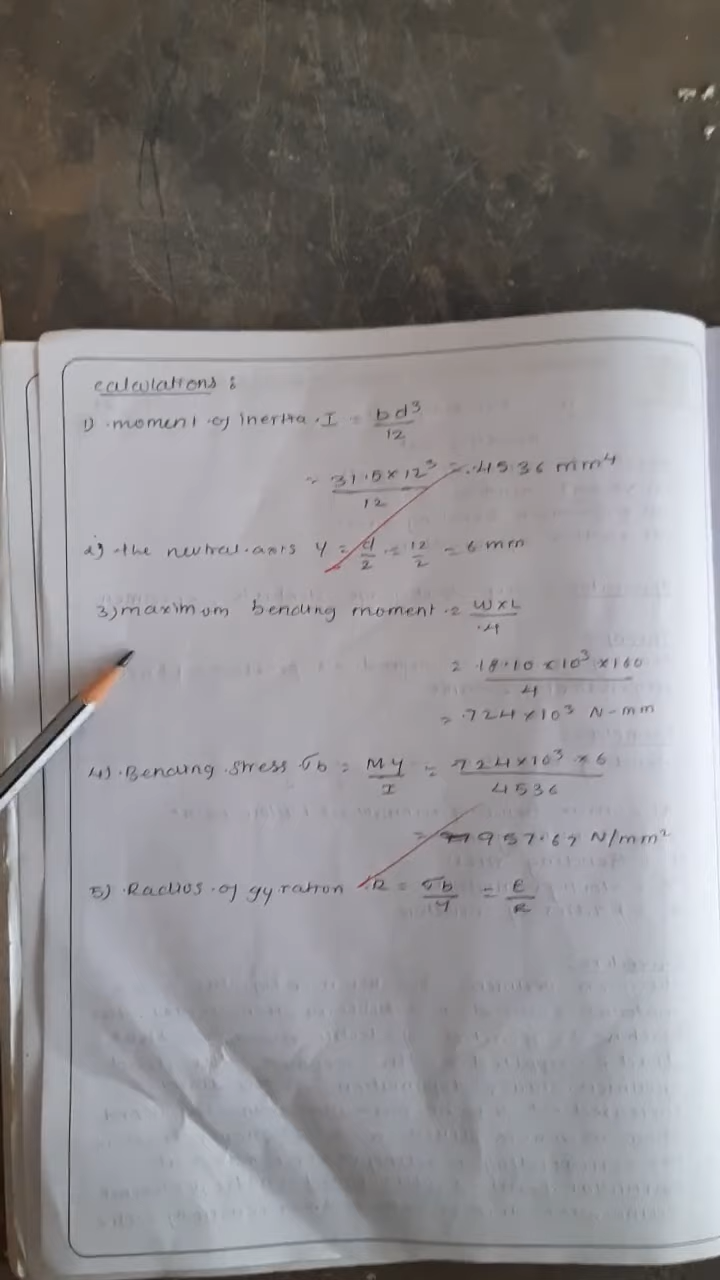 calculations :
1) moment of inertia I = bd³/12
= 31.5 x 12³/12 = 4536 mm⁴
2) the neutral axis Y = d/2 = 12/2 = 6 mm
3) maximum bending moment = W x L/4
= 18.10 x 10³ x 160/4
= 724 x 10³ N-mm
4) Bending stress σb = MY/I = 724 x 10³ x 6/4536
= 957.67 N/mm²
5) Radius of gyration R = σb/Y = E/R